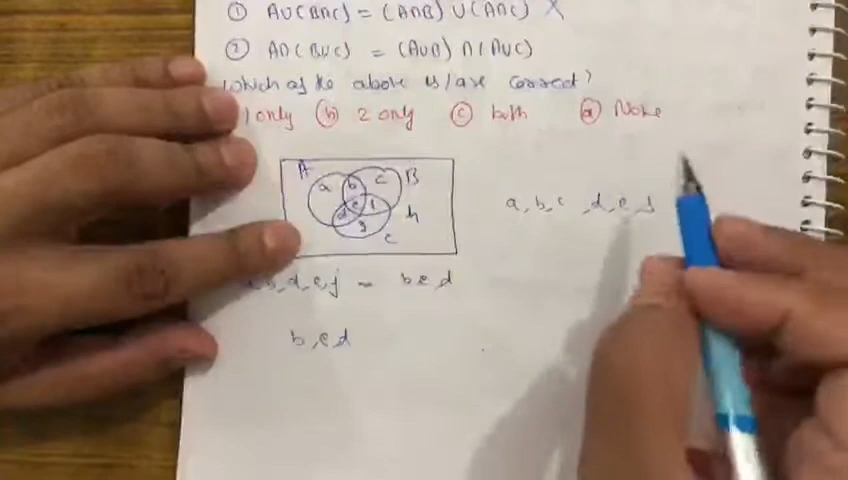 ① A∪(B∩C) = (A∩B) ∪ (A∩C) X
② A∩(B∪C) = (A∪B) ∩ (A∪C)
which of the above is/are correct?
1 only ⓑ 2 only ⓒ both ⓓ None
A
a b c B
d e f h
g
C
a, b, c, d, e, f
b, d, e, f = b e, d
b, e, d